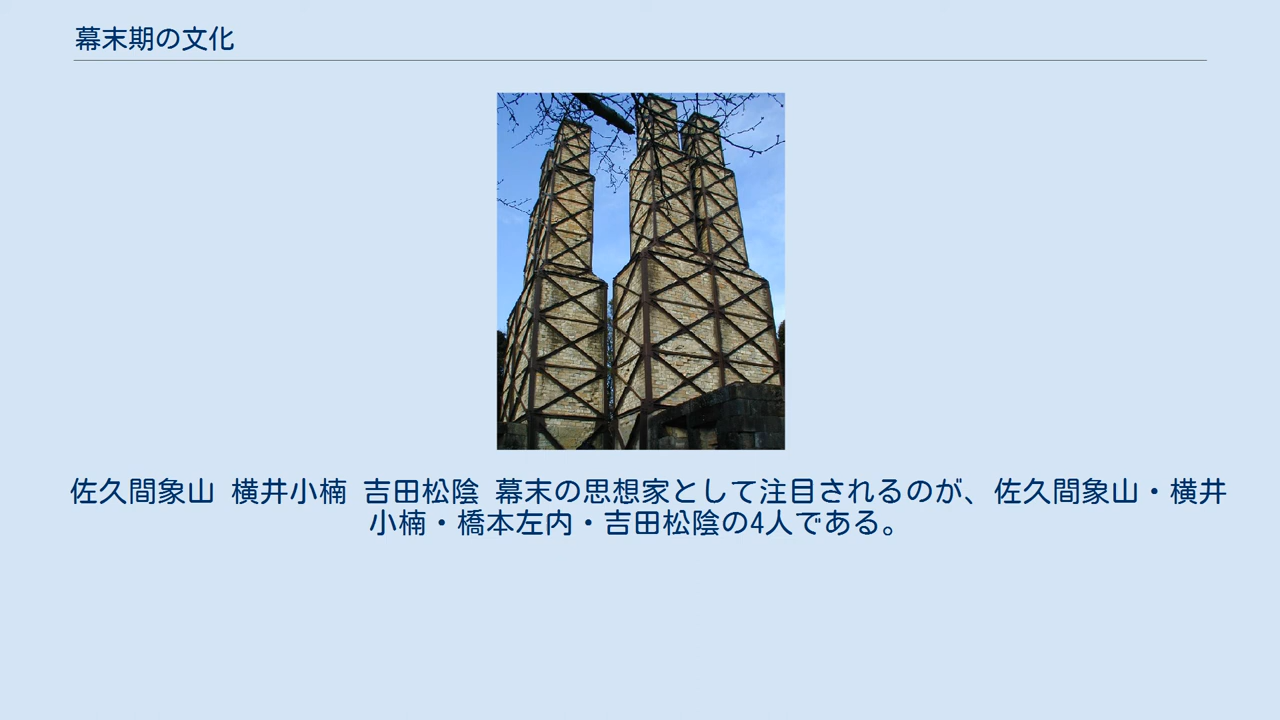 幕末期の文化
佐久間象山 横井小楠 吉田松陰 幕末の思想家として注目されるのが、佐久間象山・横井
小楠・橋本左内・吉田松陰の4人である。